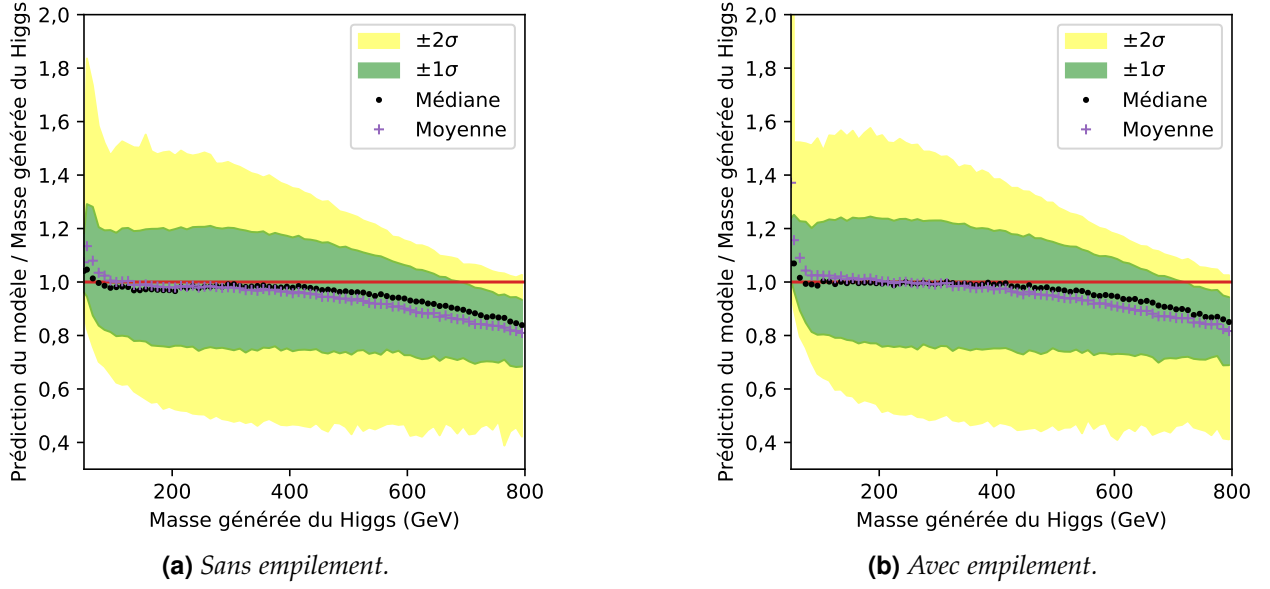 Prédiction du modèle / Masse générée du Higgs
2,0
1,8
1,6
1,4
1,2
1,0
0,8
0,6
0,4
±2σ
±1σ
Médiane
Moyenne
200 400 600 800
Masse générée du Higgs (GeV)
(a) Sans empilement.
Prédiction du modèle / Masse générée du Higgs
2,0
1,8
1,6
1,4
1,2
1,0
0,8
0,6
0,4
±2σ
±1σ
Médiane
Moyenne
200 400 600 800
Masse générée du Higgs (GeV)
(b) Avec empilement.